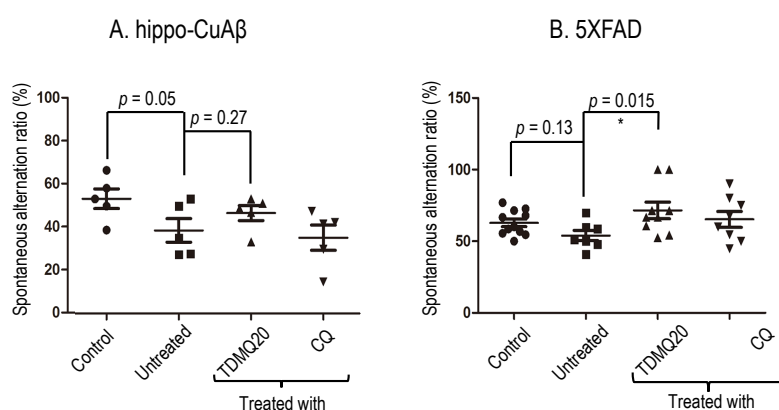 A. hippo-CuAβ
Spontaneous alternation ratio (%)
100
80
60
40
20
0
p = 0.05
p = 0.27
Control
Untreated
TDMQ20
CQ
Treated with
B. 5XFAD
Spontaneous alternation ratio (%)
150
100
50
0
p = 0.13
p = 0.015
*
Control
Untreated
TDMQ20
CQ
Treated with